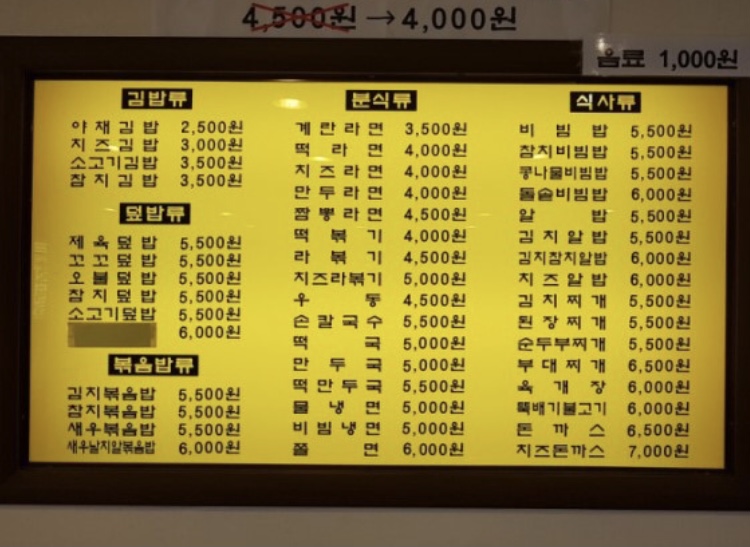 4,500원 → 4,000원
음료 1,000원
김밥류
야채김밥 2,500원
치즈김밥 3,000원
소고기김밥 3,500원
참치김밥 3,500원
덮밥류
제육덮밥 5,500원
꼬꼬덮밥 5,500원
오불덮밥 5,500원
참치덮밥 5,500원
소고기덮밥 5,500원
6,000원
볶음밥류
김치볶음밥 5,500원
참치볶음밥 5,500원
새우볶음밥 5,500원
새우날치알볶음밥 6,000원
분식류
계란라면 3,500원
떡라면 4,000원
치즈라면 4,000원
만두라면 4,000원
짬뽕라면 4,500원
떡볶기 4,000원
라볶기 4,500원
치즈라볶기 5,000원
우동 4,500원
손칼국수 5,500원
떡국 5,000원
만두국 5,000원
떡만두국 5,500원
물냉면 5,000원
비빔냉면 5,000원
쫄면 6,000원
식사류
비빔밥 5,500원
참치비빔밥 5,500원
콩나물비빔밥 5,500원
돌솥비빔밥 6,000원
알밥 5,500원
김치알밥 5,500원
김치참치알밥 6,000원
치즈알밥 6,000원
김치찌개 5,500원
된장찌개 5,500원
순두부찌개 5,500원
부대찌개 6,500원
육개장 6,000원
뚝배기불고기 6,000원
돈까스 6,500원
치즈돈까스 7,000원